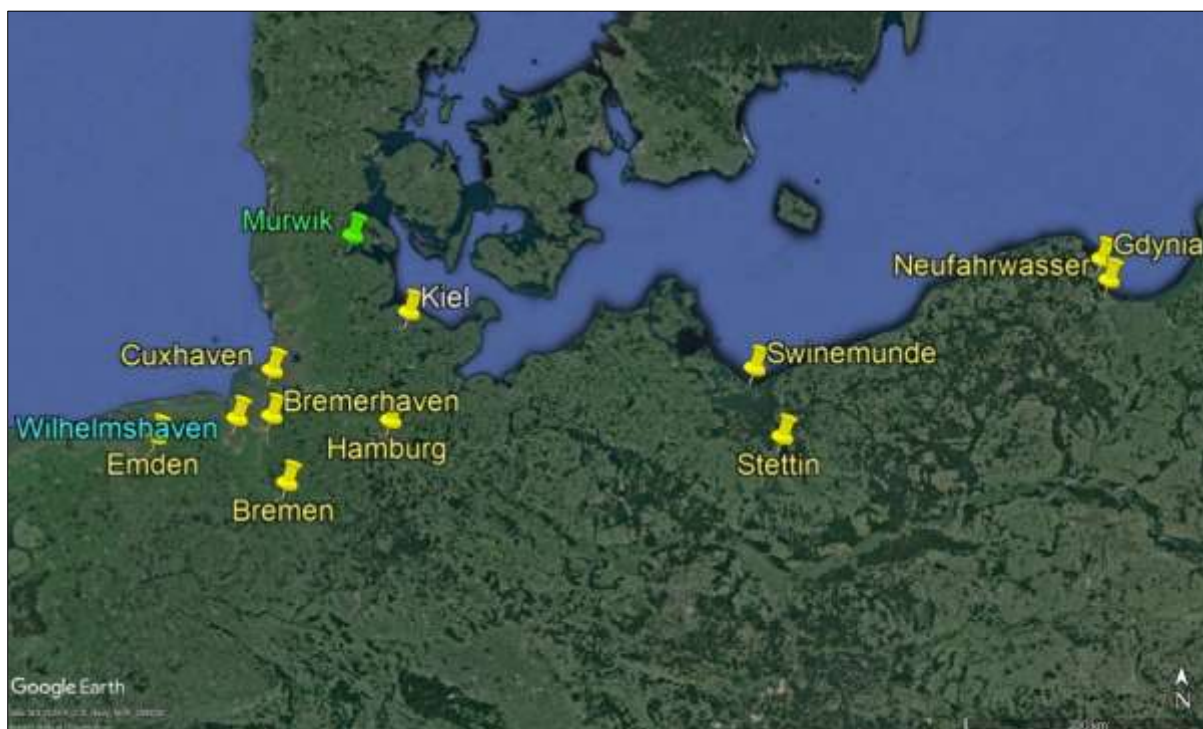 Murwik
Kiel
Gdynia
Neufahrwasser
Cuxhaven
Swinemunde
Bremerhaven
Wilhelmshaven
Hamburg
Emden
Stettin
Bremen
Google Earth
N